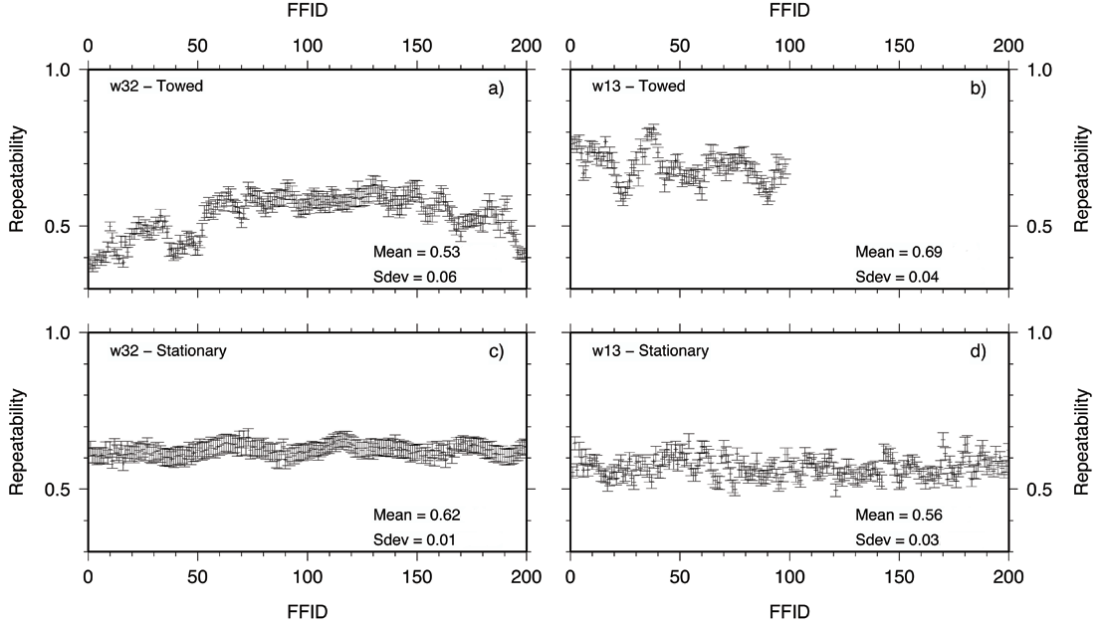 FFID FFID
0 50 100 150 200 0 50 100 150 200
1.0 w32 – Towed a) w13 – Towed b) 1.0
Repeatability Repeatability
0.5 0.5
Mean = 0.53 Mean = 0.69
Sdev = 0.06 Sdev = 0.04
1.0 1.0
w32 – Stationary c) w13 – Stationary d)
Repeatability Repeatability
0.5 0.5
Mean = 0.62 Mean = 0.56
Sdev = 0.01 Sdev = 0.03
0 50 100 150 200 0 50 100 150 200
FFID FFID